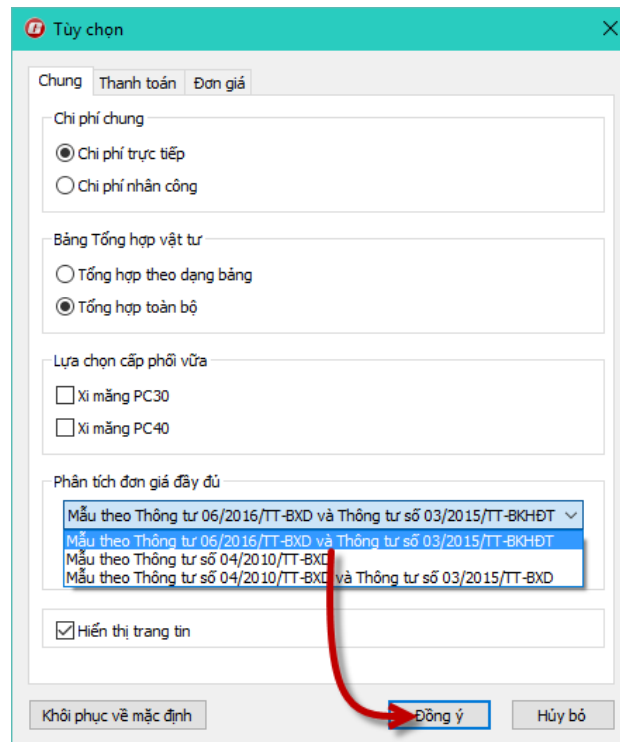 Tùy chọn
Chung Thanh toán Đơn giá
Chi phí chung
Chi phí trực tiếp
Chi phí nhân công
Bảng Tổng hợp vật tư
Tổng hợp theo dạng bảng
Tổng hợp toàn bộ
Lựa chọn cấp phối vữa
Xi măng PC30
Xi măng PC40
Phân tích đơn giá đầy đủ
Mẫu theo Thông tư 06/2016/TT-BXD và Thông tư số 03/2015/TT-BKHĐT
Mẫu theo Thông tư 06/2016/TT-BXD và Thông tư số 03/2015/TT-BKHĐT
Mẫu theo Thông tư số 04/2010/TT-BXD
Mẫu theo Thông tư số 04/2010/TT-BXD và Thông tư số 03/2015/TT-BXD
Hiển thị trang tin
Khôi phục về mặc định Đồng ý Hủy bỏ